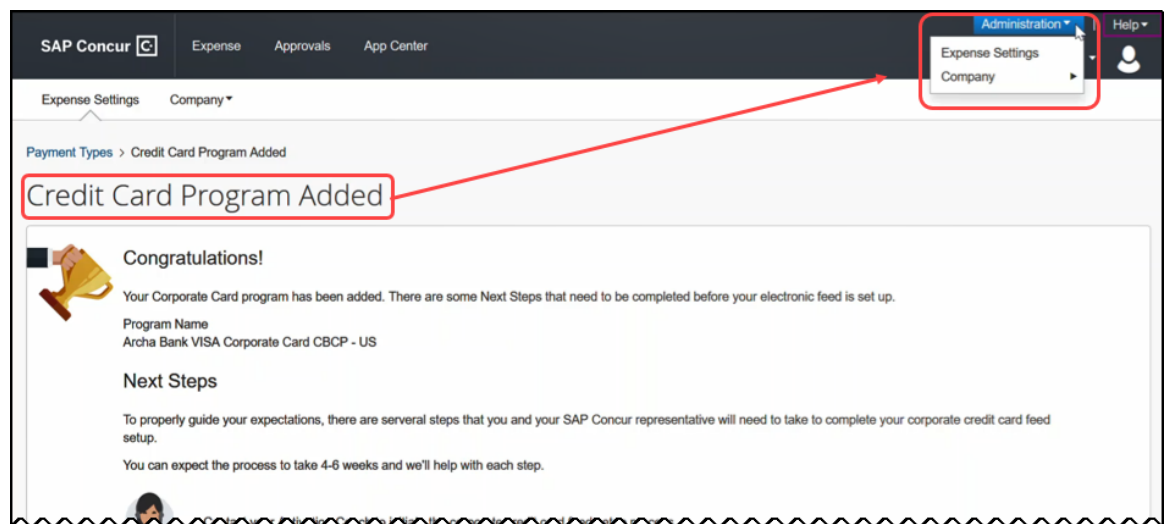 Administration
Help
SAP Concur C
Expense
Approvals
App Center
Expense Settings
Company
Expense Settings
Company
Payment Types > Credit Card Program Added
Credit Card Program Added
Congratulations!
Your Corporate Card program has been added. There are some Next Steps that need to be completed before your electronic feed is set up.
Program Name
Archa Bank VISA Corporate Card CBCP - US
Next Steps
To properly guide your expectations, there are serveral steps that you and your SAP Concur representative will need to take to complete your corporate credit card feed
setup.
You can expect the process to take 4-6 weeks and we'll help with each step.